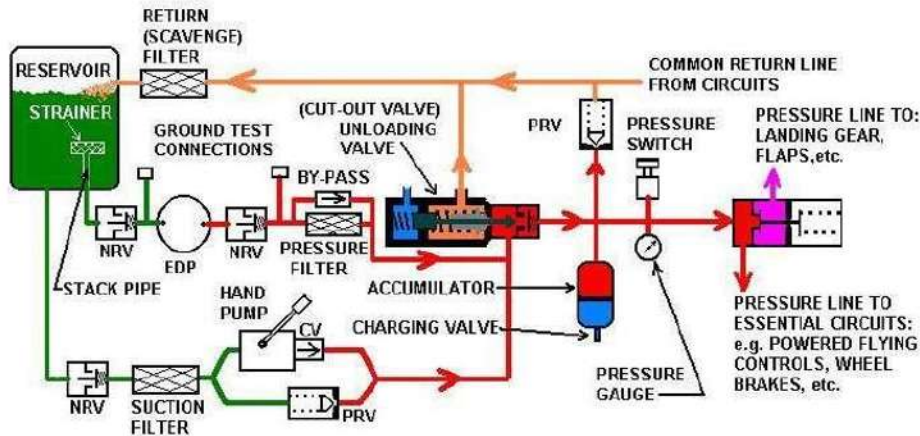 RETURN
(SCAVENGE)
FILTER
RESERVOIR
STRAINER
GROUND TEST
CONNECTIONS
(CUT-OUT VALVE)
UNLOADING
VALVE
COMMON RETURN LINE
FROM CIRCUITS
PRV
PRESSURE
SWITCH
PRESSURE LINE TO:
LANDING GEAR,
FLAPS,etc.
BY-PASS
NRV
EDP
NRV
PRESSURE
FILTER
STACK PIPE
HAND
PUMP
CV
ACCUMULATOR
CHARGING VALVE
PRESSURE
GAUGE
PRESSURE LINE TO
ESSENTIAL CIRCUITS:
e.g. POWERED FLYING
CONTROLS, WHEEL
BRAKES, etc.
NRV
SUCTION
FILTER
PRV